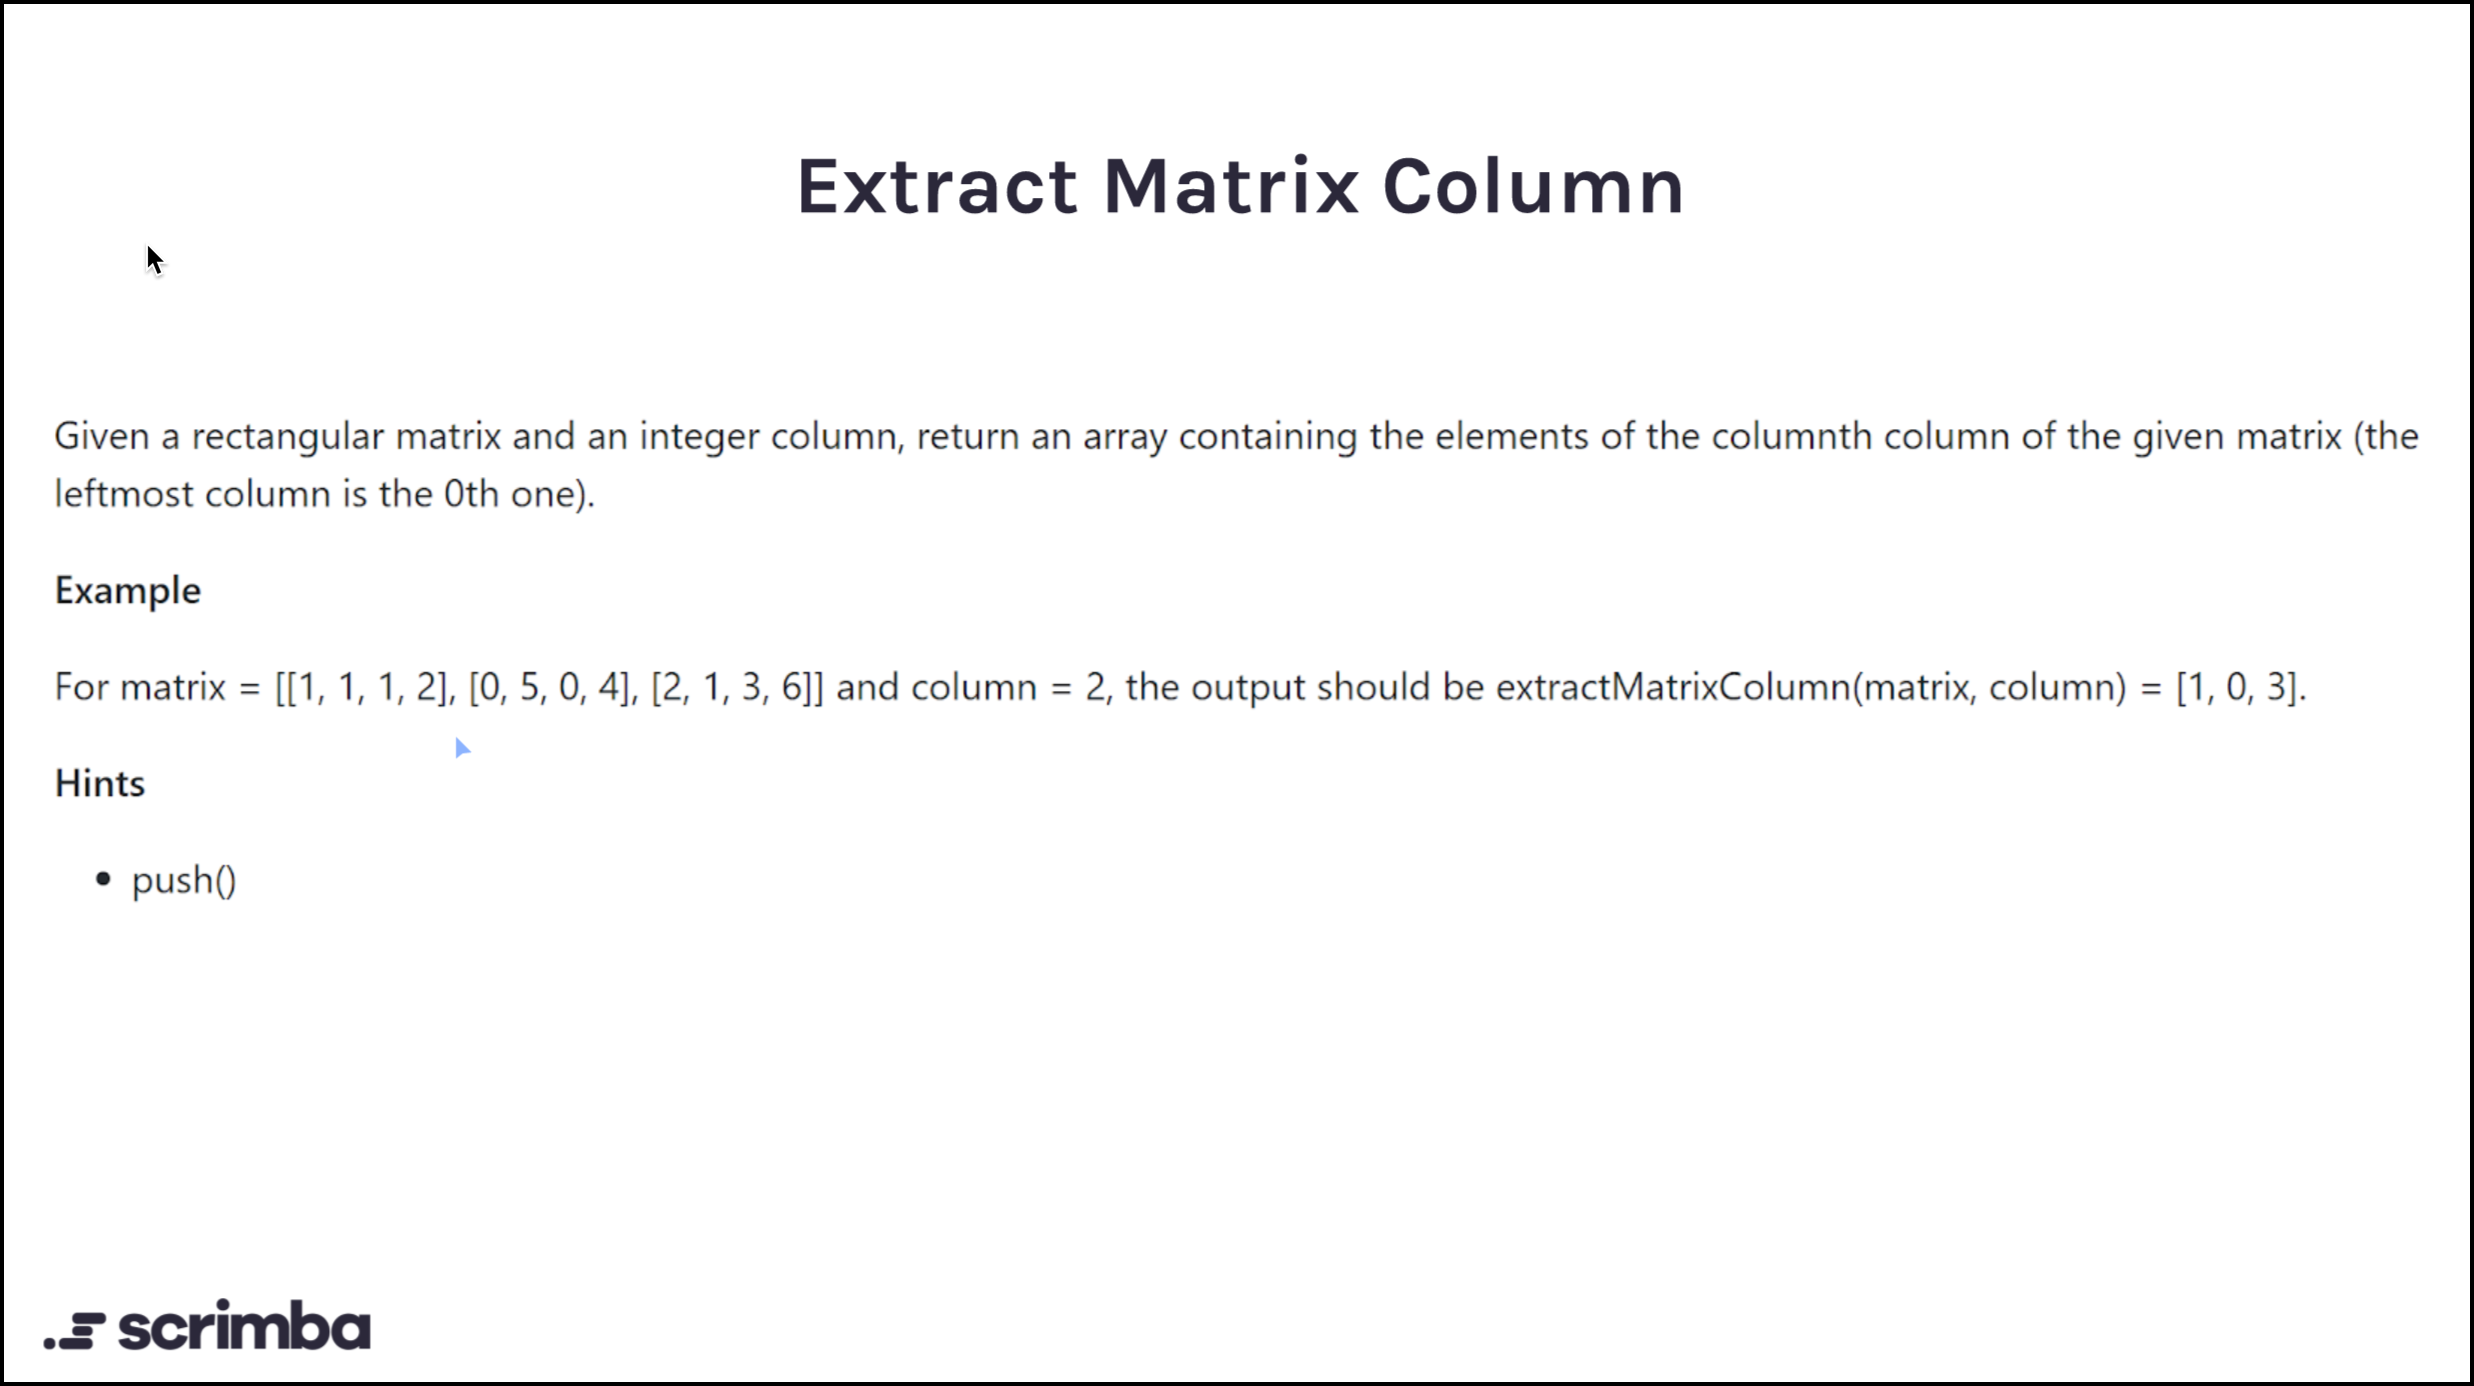 Extract Matrix Column
Given a rectangular matrix and an integer column, return an array containing the elements of the columnth column of the given matrix (the
leftmost column is the 0th one).
Example
For matrix = [[1, 1, 1, 2], [0, 5, 0, 4], [2, 1, 3, 6]] and column = 2, the output should be extractMatrixColumn(matrix, column) = [1, 0, 3].
Hints
• push()
scrimba